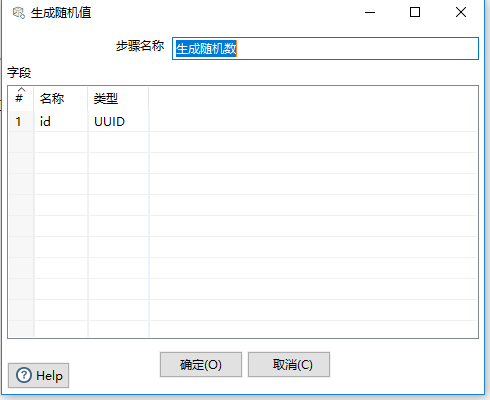 生成随机值
步骤名称 生成随机数
字段
# 名称 类型
1 id UUID
确定(O) 取消(C)
Help